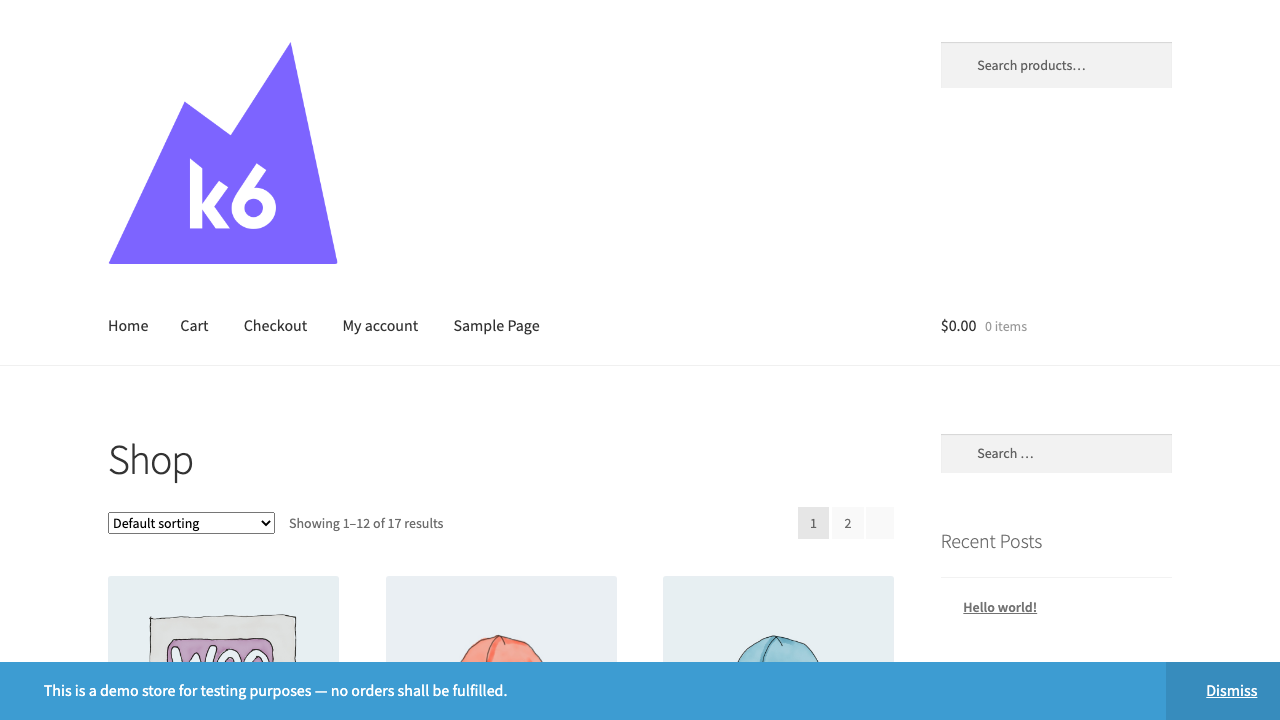 k6
Search products…
Home Cart Checkout My account Sample Page
$0.00 0 items
Shop
Default sorting
Showing 1–12 of 17 results
1 2
Search …
Recent Posts
Hello world!
WOO
This is a demo store for testing purposes — no orders shall be fulfilled.
Dismiss